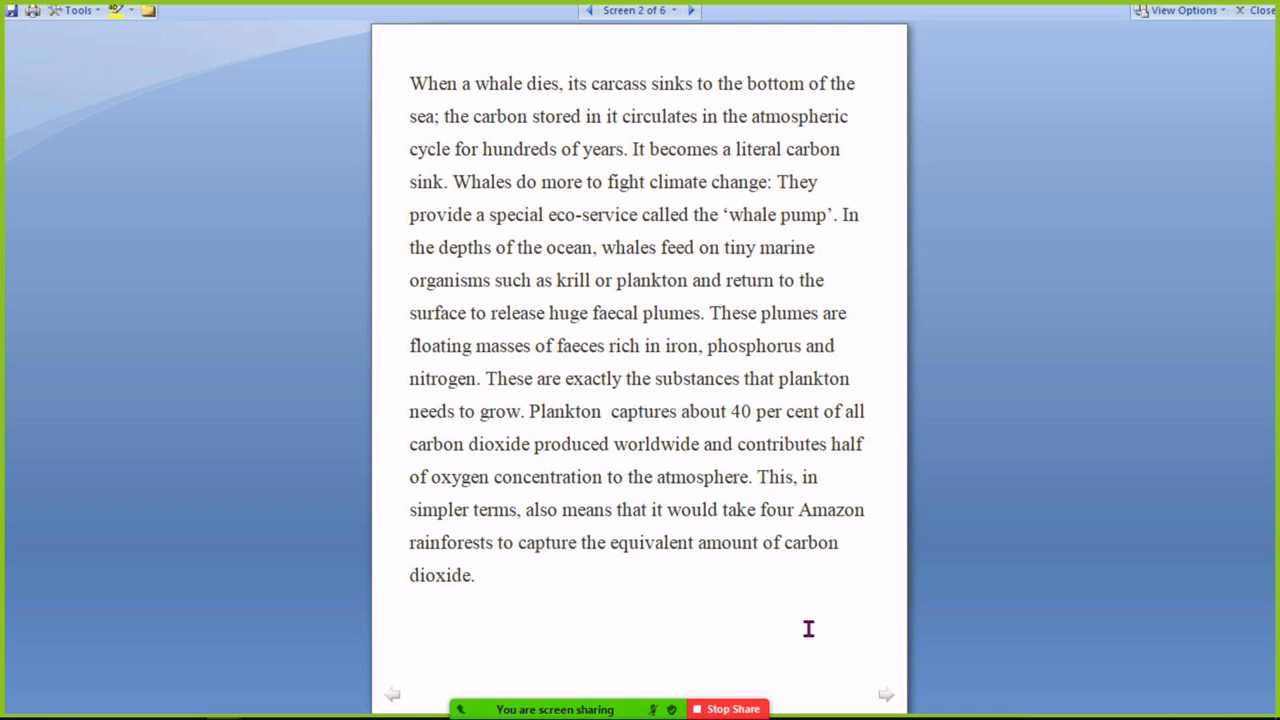 Tools
Screen 2 of 6
View Options
Close
When a whale dies, its carcass sinks to the bottom of the
sea; the carbon stored in it circulates in the atmospheric
cycle for hundreds of years. It becomes a literal carbon
sink. Whales do more to fight climate change: They
provide a special eco-service called the ‘whale pump’. In
the depths of the ocean, whales feed on tiny marine
organisms such as krill or plankton and return to the
surface to release huge faecal plumes. These plumes are
floating masses of faeces rich in iron, phosphorus and
nitrogen. These are exactly the substances that plankton
needs to grow. Plankton  captures about 40 per cent of all
carbon dioxide produced worldwide and contributes half
of oxygen concentration to the atmosphere. This, in
simpler terms, also means that it would take four Amazon
rainforests to capture the equivalent amount of carbon
dioxide.
You are screen sharing
Stop Share